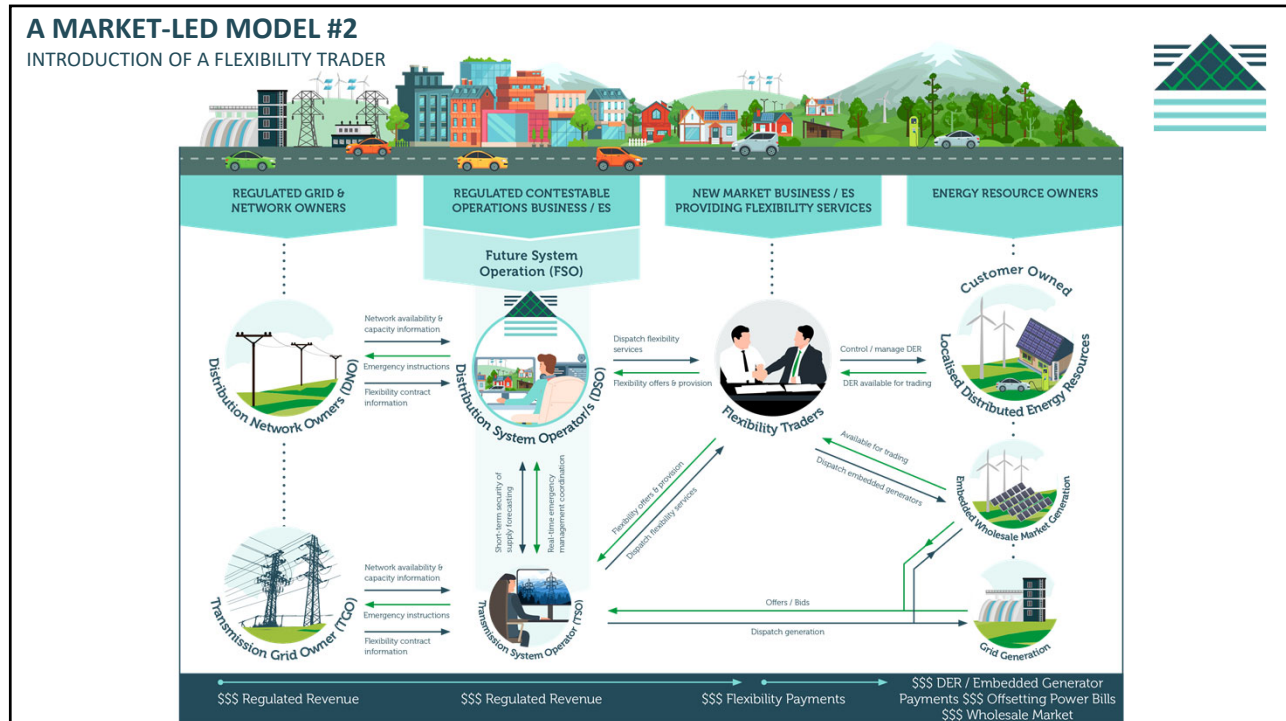 A MARKET-LED MODEL #2
INTRODUCTION OF A FLEXIBILITY TRADER
REGULATED GRID &
NETWORK OWNERS
REGULATED CONTESTABLE
OPERATIONS BUSINESS / ES
NEW MARKET BUSINESS / ES
PROVIDING FLEXIBILITY SERVICES
ENERGY RESOURCE OWNERS
Future System
Operation (FSO)
Distribution Network Owners (DNO)
Network availability &
capacity information
Emergency instructions
Flexibility contract
information
Distribution System Operator/s (DSO)
Dispatch flexibility
services
Flexibility offers & provision
Flexibility Traders
Control / manage DER
DER available for trading
Customer Owned
Localised Distributed Energy Resources
Short-term security of
supply forecasting
Real-time emergency
management coordination
Flexibility offers & provision
Dispatch flexibility services
Available for trading
Dispatch embedded generators
Embedded Wholesale Market Generation
Transmission Grid Owner (TGO)
Network availability &
capacity information
Emergency instructions
Flexibility contract
information
Transmission System Operator (TSO)
Offers / Bids
Dispatch generation
Grid Generation
$$$ Regulated Revenue
$$$ Regulated Revenue
$$$ Flexibility Payments
$$$ DER / Embedded Generator
Payments $$$ Offsetting Power Bills
$$$ Wholesale Market